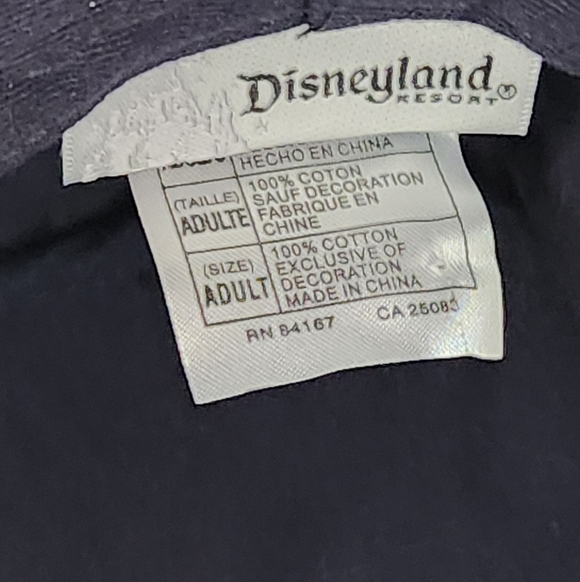 Disneyland®
RESORT
HECHO EN CHINA
(TAILLE)
ADULTE
100% COTON
SAUF DECORATION
FABRIQUE EN
CHINE
(SIZE)
ADULT
100% COTTON
EXCLUSIVE OF
DECORATION
MADE IN CHINA
RN 84167 CA 25083